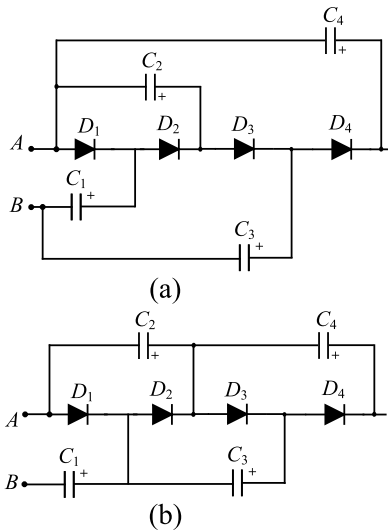 C₄
+
C₂
+
A D₁ D₂ D₃ D₄
C₁
B +
C₃
+
(a)
C₂ C₄
+ +
D₁ D₂ D₃ D₄
A
C₁ C₃
B + +
(b)